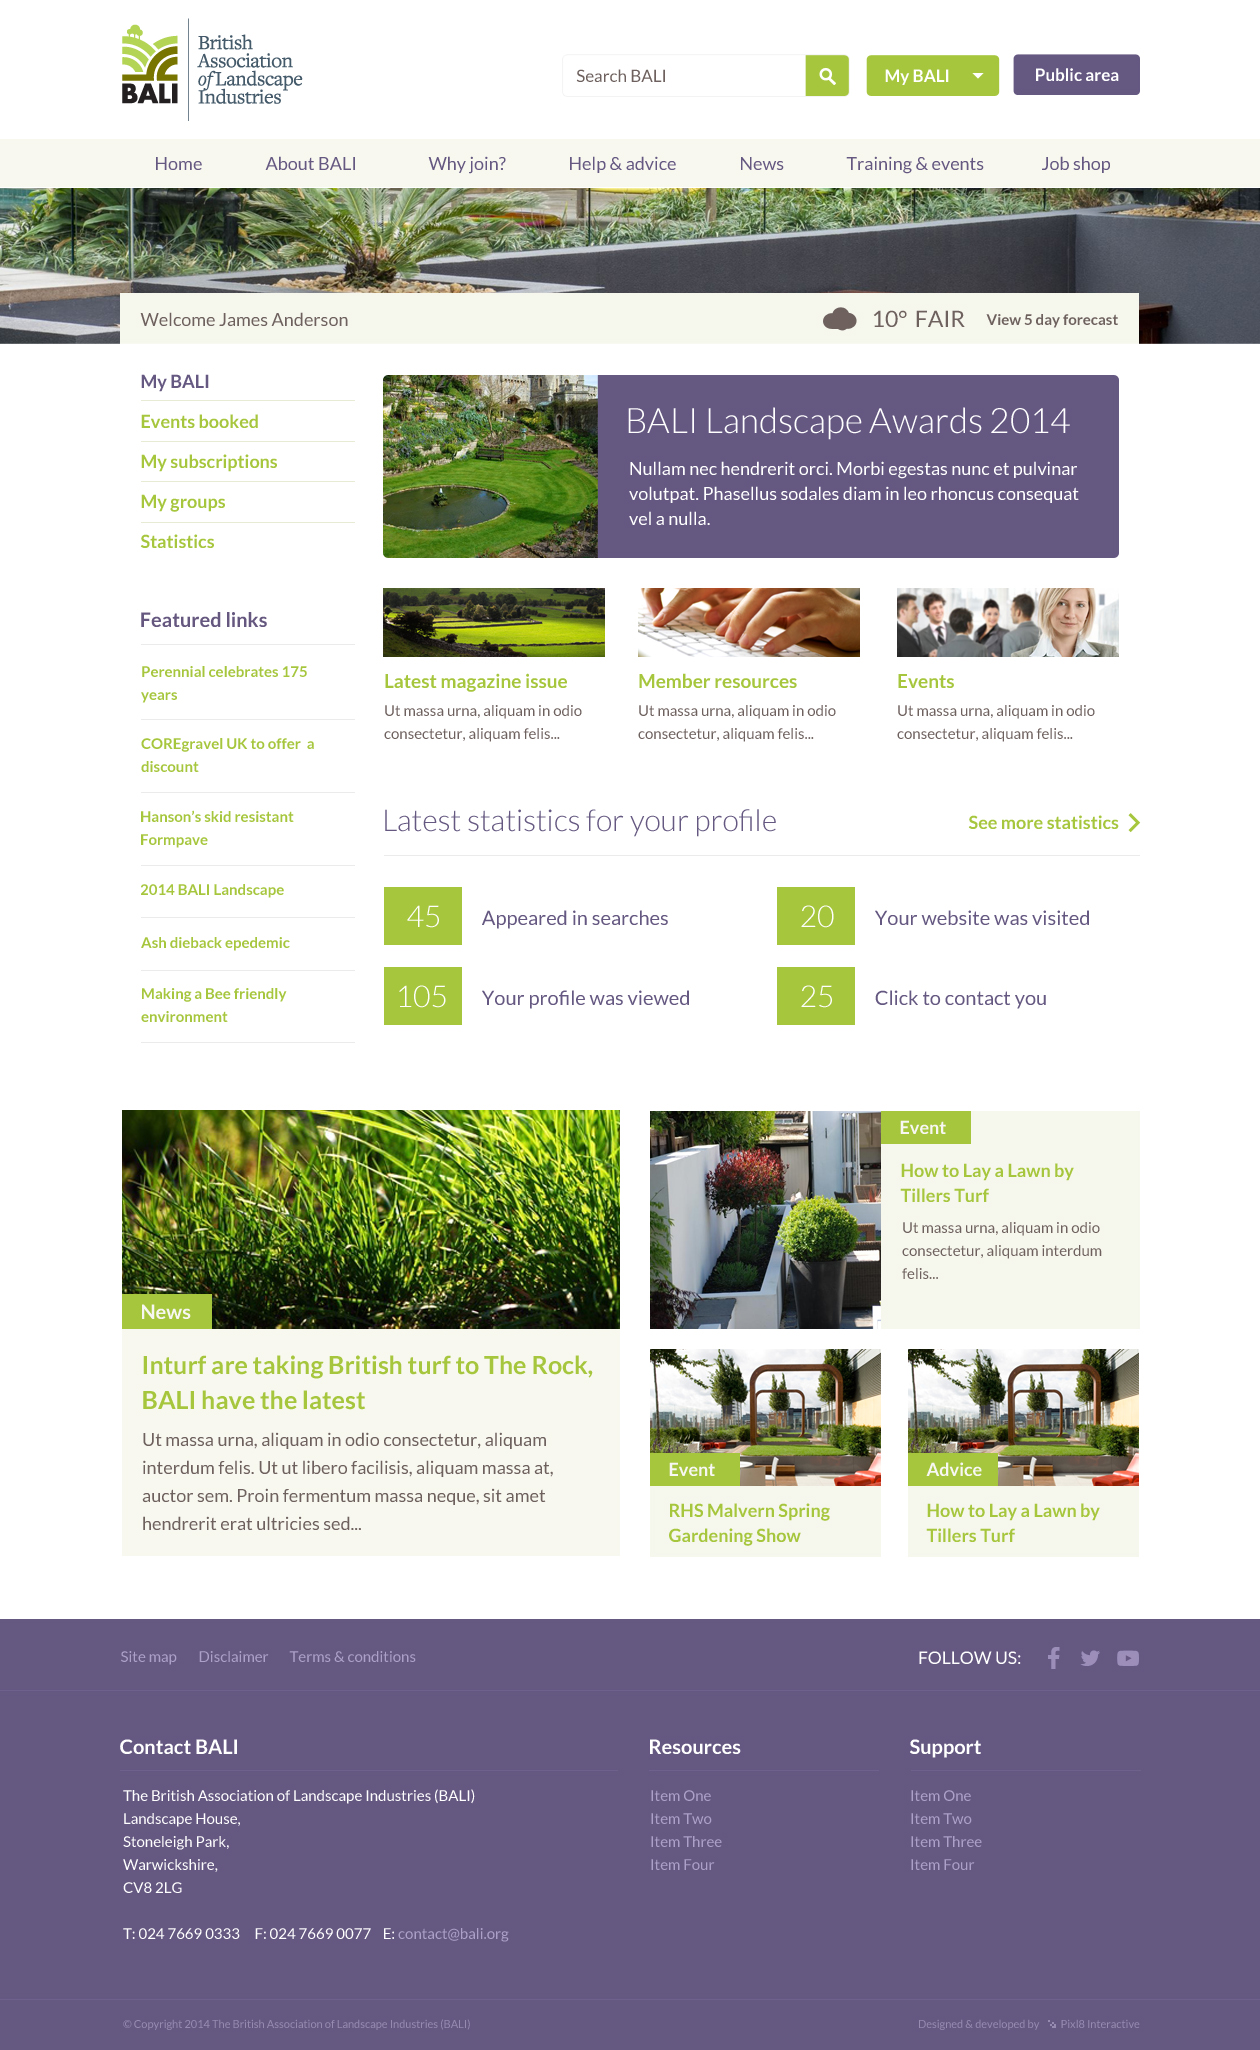 BALI
British
Association
of Landscape
Industries
Search BALI
My BALI
Public area
Home
About BALI
Why join?
Help & advice
News
Training & events
Job shop
Welcome James Anderson
10° FAIR
View 5 day forecast
My BALI
Events booked
My subscriptions
My groups
Statistics
Featured links
Perennial celebrates 175
years
COREgravel UK to offer  a
discount
Hanson's skid resistant
Formpave
2014 BALI Landscape
Ash dieback epedemic
Making a Bee friendly
environment
BALI Landscape Awards 2014
Nullam nec hendrerit orci. Morbi egestas nunc et pulvinar
volutpat. Phasellus sodales diam in leo rhoncus consequat
vel a nulla.
Latest magazine issue
Ut massa urna, aliquam in odio
consectetur, aliquam felis...
Member resources
Ut massa urna, aliquam in odio
consectetur, aliquam felis...
Events
Ut massa urna, aliquam in odio
consectetur, aliquam felis...
Latest statistics for your profile
See more statistics
45
Appeared in searches
20
Your website was visited
105
Your profile was viewed
25
Click to contact you
News
Inturf are taking British turf to The Rock,
BALI have the latest
Ut massa urna, aliquam in odio consectetur, aliquam
interdum felis. Ut ut libero facilisis, aliquam massa at,
auctor sem. Proin fermentum massa neque, sit amet
hendrerit erat ultricies sed...
Event
How to Lay a Lawn by
Tillers Turf
Ut massa urna, aliquam in odio
consectetur, aliquam interdum
felis...
Event
RHS Malvern Spring
Gardening Show
Advice
How to Lay a Lawn by
Tillers Turf
Site map
Disclaimer
Terms & conditions
FOLLOW US:
Contact BALI
The British Association of Landscape Industries (BALI)
Landscape House,
Stoneleigh Park,
Warwickshire,
CV8 2LG
T: 024 7669 0333
F: 024 7669 0077
E: contact@bali.org
Resources
Item One
Item Two
Item Three
Item Four
Support
Item One
Item Two
Item Three
Item Four
© Copyright 2014 The British Association of Landscape Industries (BALI)
Designed & developed by
Pixl8 Interactive